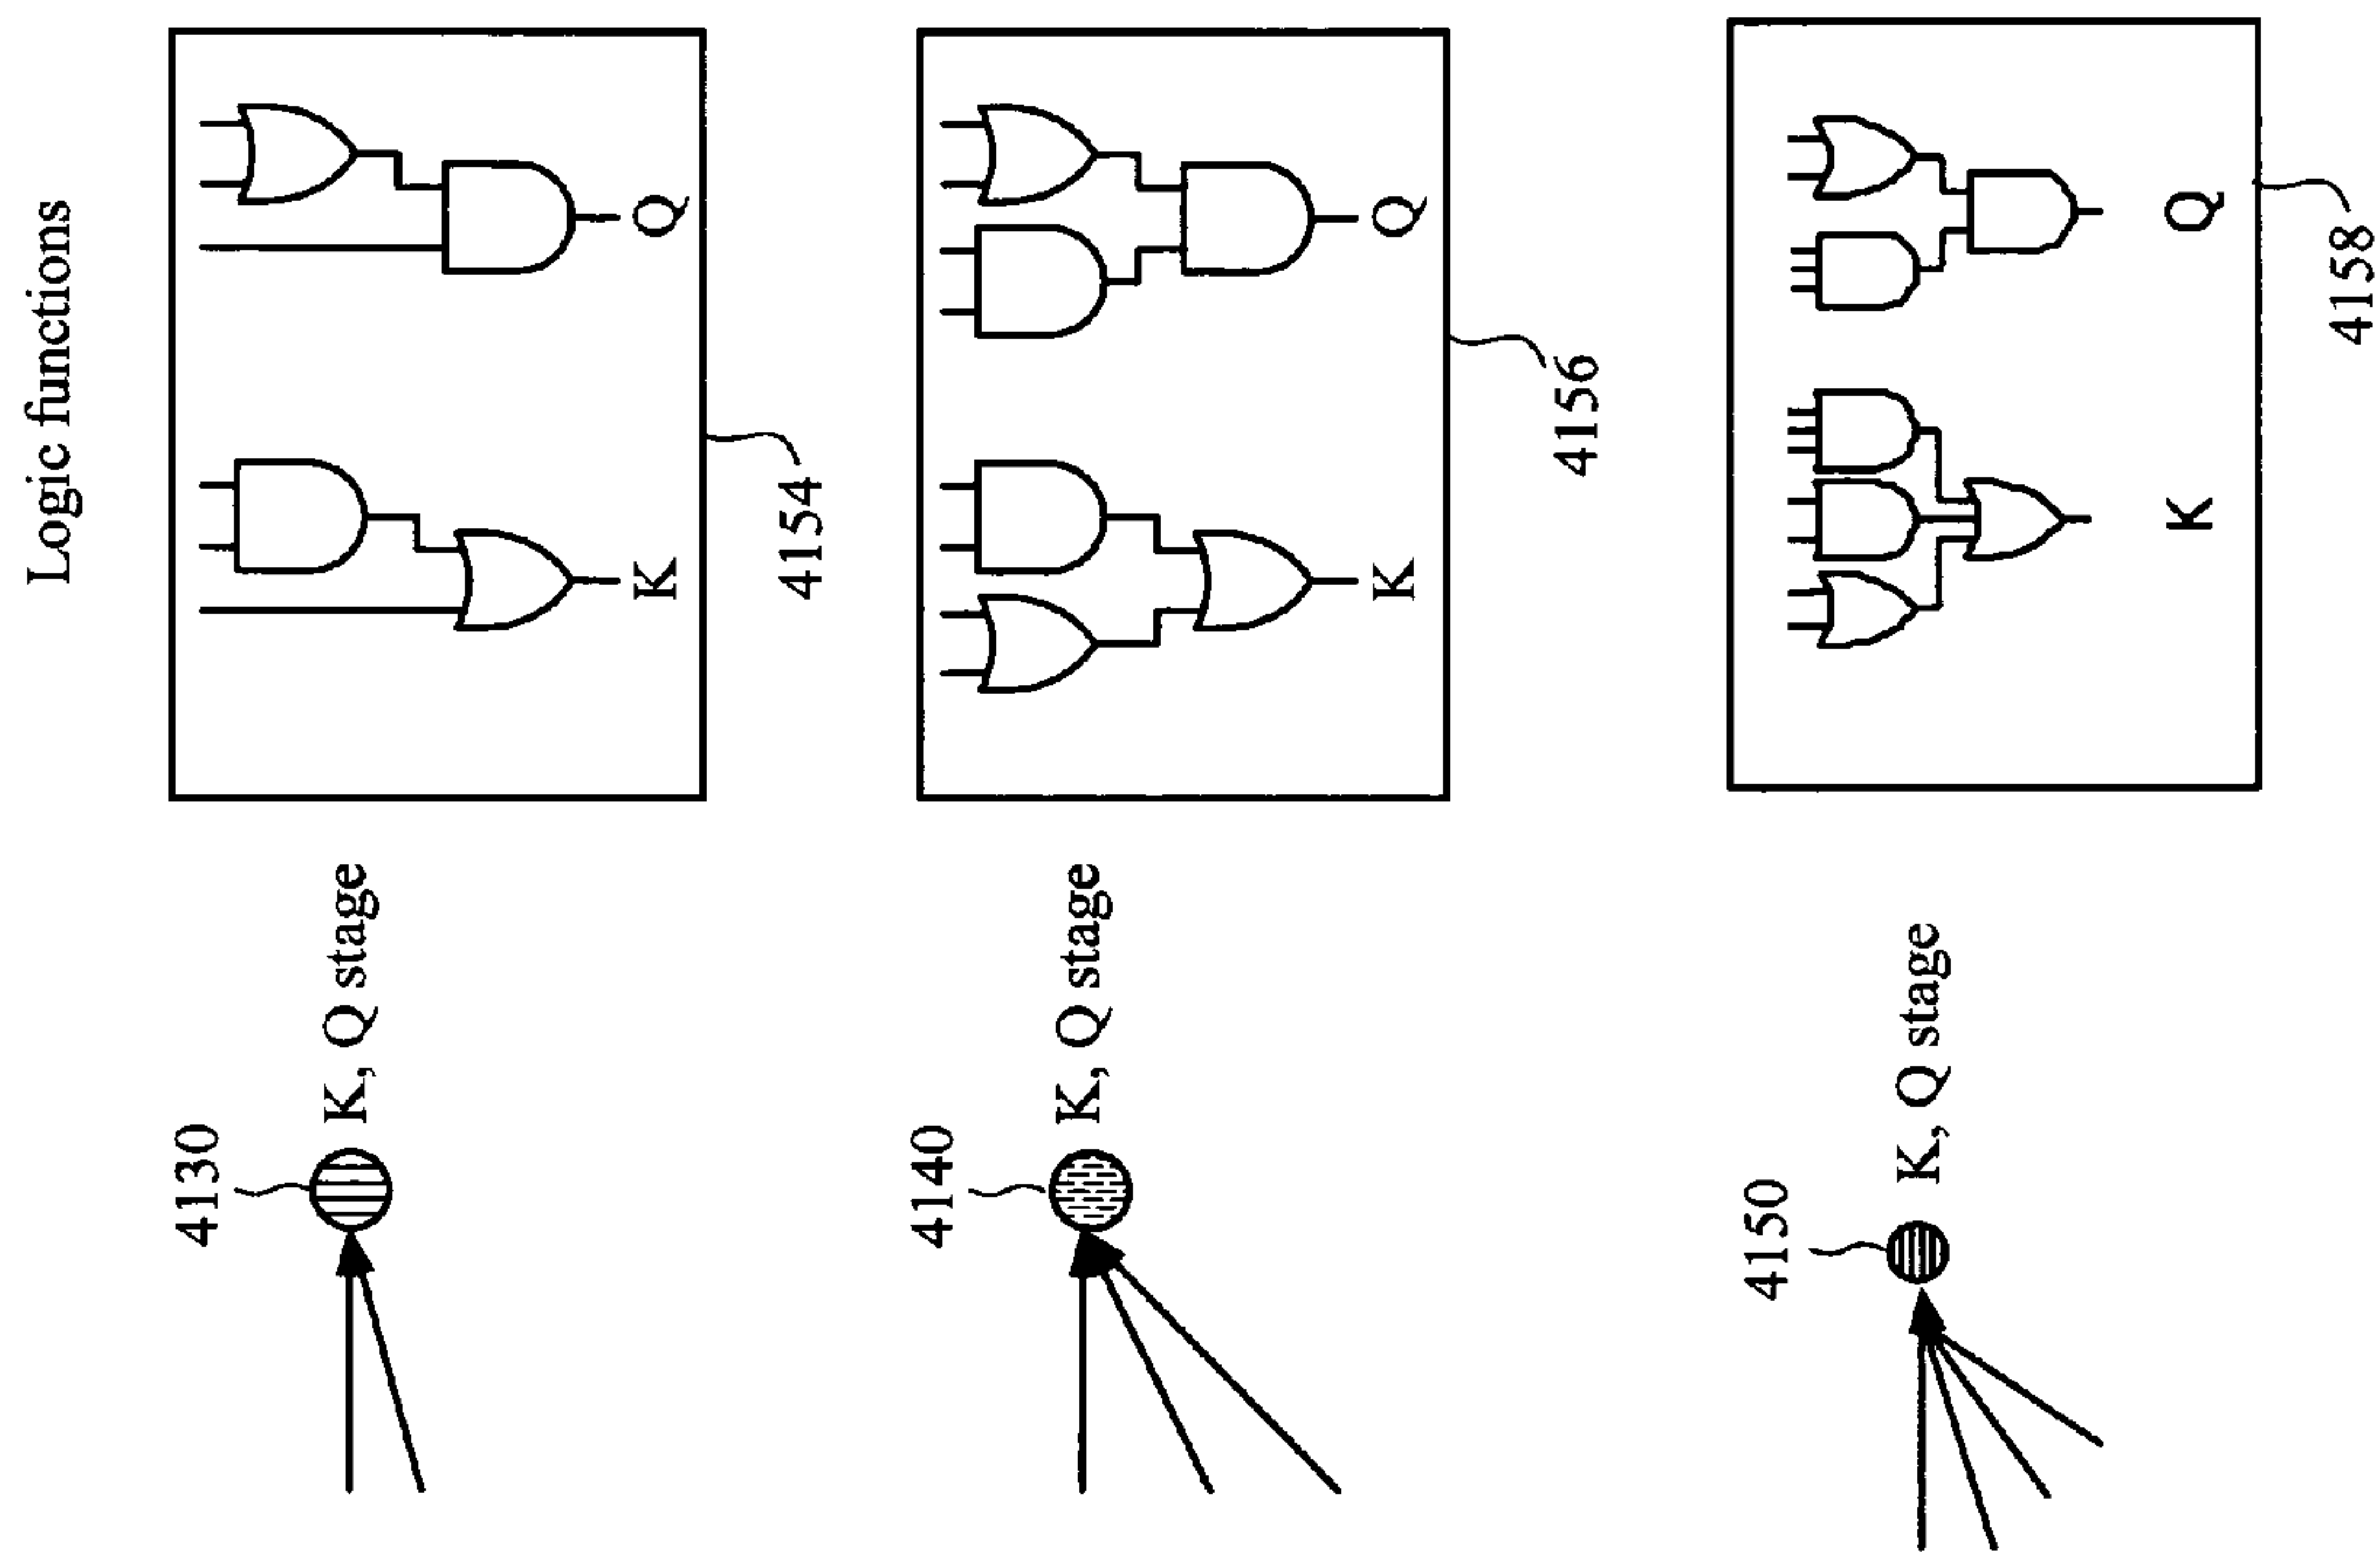 Logic functions
4130
K, Q stage
K
Q
4154
4140
K, Q stage
K
Q
4156
4150
K, Q stage
K
Q
4158